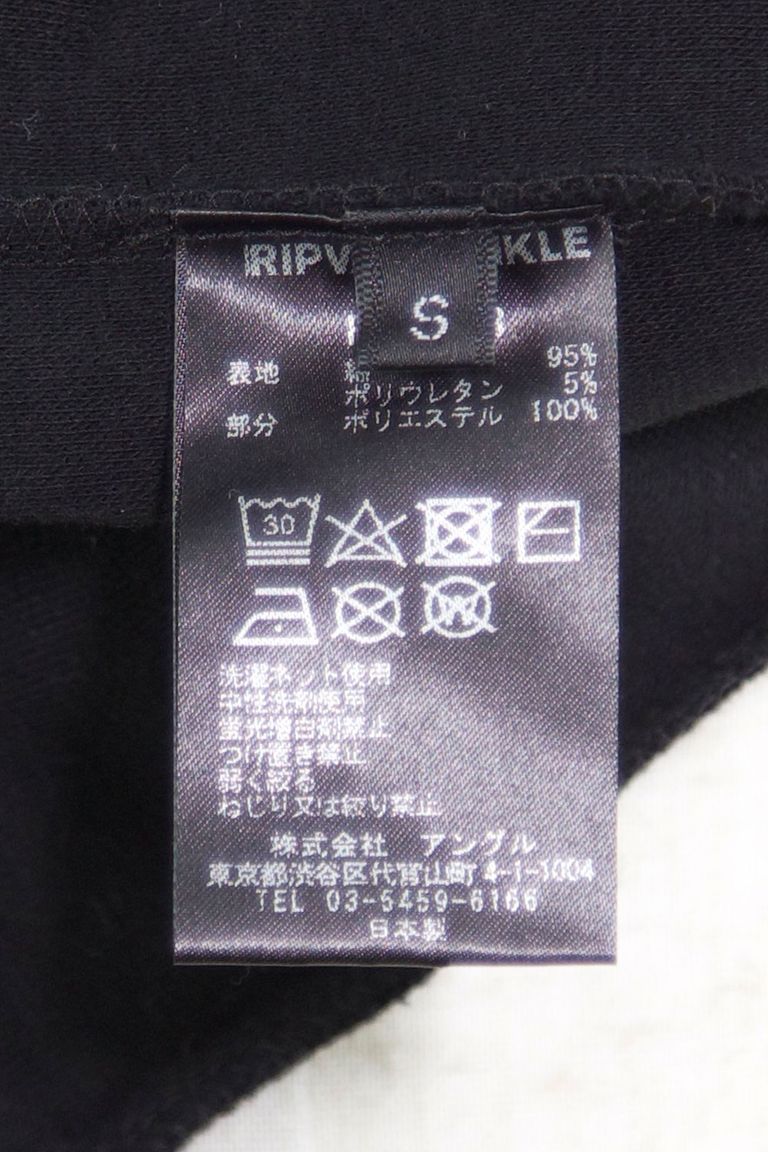 RIPV KLE
S
表地 綿 95%
ポリウレタン 5%
部分 ポリエステル 100%
30
W
洗濯ネット使用
中性洗剤使用
蛍光増白剤禁止
つけ置き禁止
弱く絞る
ねじり又は絞り禁止
株式会社 アングル
東京都渋谷区代官山町4-1-1004
TEL 03-5459-6166
日本製